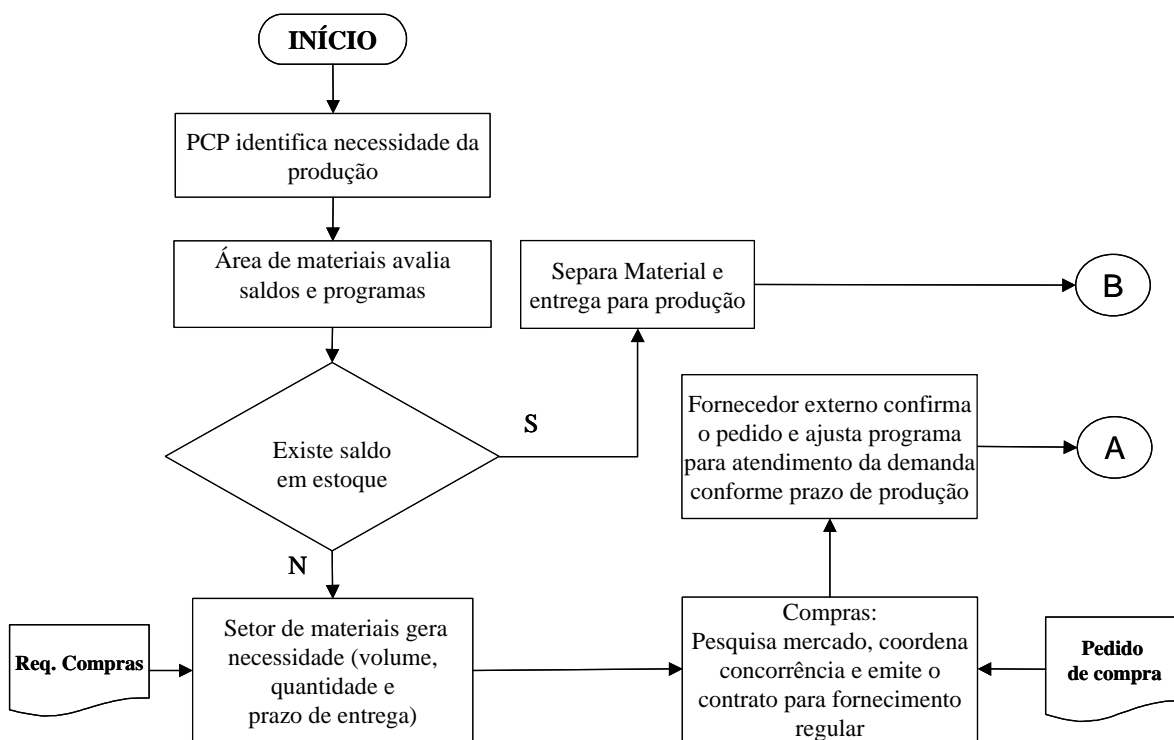 INÍCIO
PCP identifica necessidade da
produção
Área de materiais avalia
saldos e programas
Separa Material e
entrega para produção
B
Existe saldo
em estoque
S
Fornecedor externo confirma
o pedido e ajusta programa
para atendimento da demanda
conforme prazo de produção
A
N
Req. Compras
Setor de materiais gera
necessidade (volume,
quantidade e
prazo de entrega)
Compras:
Pesquisa mercado, coordena
concorrência e emite o
contrato para fornecimento
regular
Pedido
de compra